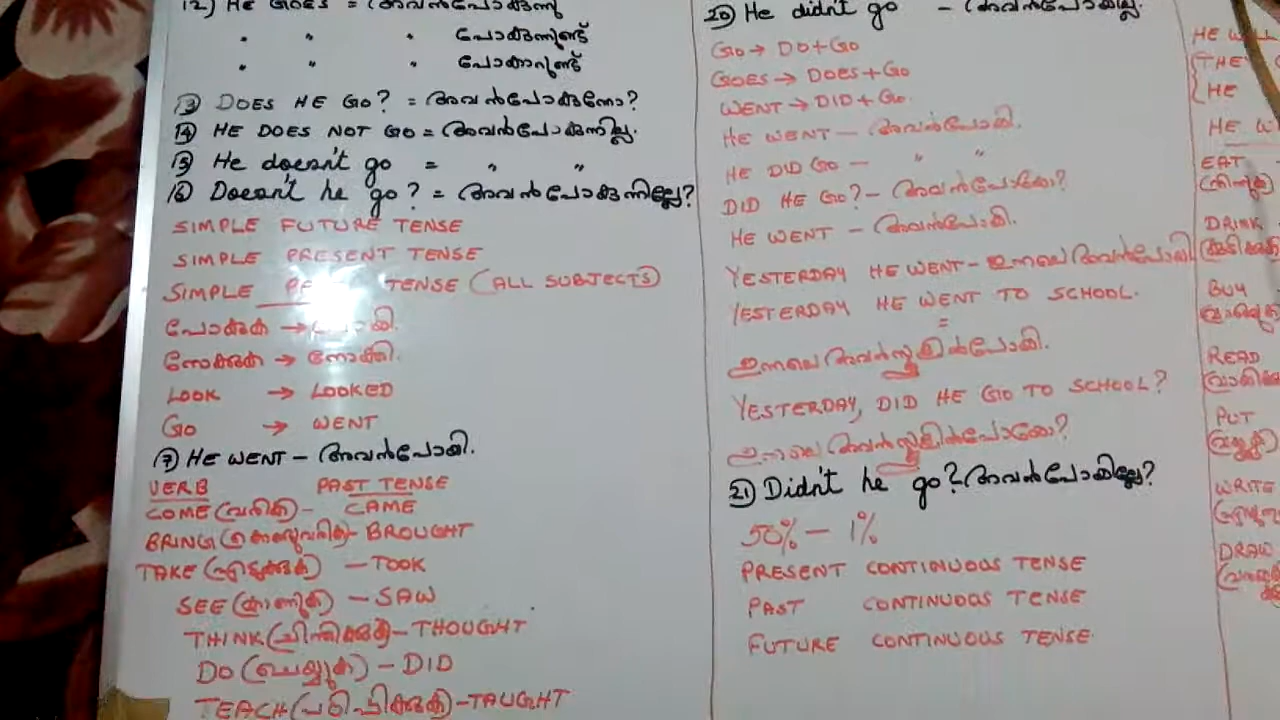 12) HE GOES = അവൻപോകുന്നു
" " " പോകുന്നുണ്ട്
" " " പോകാറുണ്ട്
13 DOES HE GO? = അവൻപോകുന്നോ?
14 HE DOES NOT GO = അവൻപോകുന്നില്ല.
15 He doesn't go = " "
16 Doesn't he go? = അവൻപോകുന്നില്ലേ?
SIMPLE FUTURE TENSE
SIMPLE PRESENT TENSE
SIMPLE TENSE (ALL SUBJECTS)
പോകുക → പോകി.
നോക്കുക → നോക്കി.
LOOK → LOOKED
GO → WENT
17 HE WENT - അവൻപോകി.
VERB PAST TENSE
COME (വരിക) - CAME
BRING (കൊണ്ടുവരിക) - BROUGHT
TAKE (എടുക്കുക) - TOOK
SEE (കാണുക) - SAW
THINK (ചിന്തിക്കുക) - THOUGHT
DO (ചെയ്യുക) - DID
TEACH (പഠിപ്പിക്കുക) - TAUGHT
20 He didn't go - അവൻപോകിയില്ല.
GO → DO+GO
GOES → DOES+GO
WENT → DID+GO.
HE WENT - അവൻപോകി.
HE DID GO - " "
DID HE GO? - അവൻപോയോ?
HE WENT - അവൻപോകി.
YESTERDAY HE WENT - ഇന്നലെ അവൻപോകി
YESTERDAY HE WENT TO SCHOOL.
=
ഇന്നലെ അവൻസ്കൂളിൽപോകി.
YESTERDAY, DID HE GO TO SCHOOL?
ഇന്നലെ അവൻസ്കൂളിൽപോയോ?
21 Didn't he go? അവൻപോകിയില്ലേ?
50% - 1%
PRESENT CONTINUOUS TENSE
PAST CONTINUOUS TENSE
FUTURE CONTINUOUS TENSE.
HE
HE
EAT
DRINK
BUY
READ
PUT
WRITE
DRAW